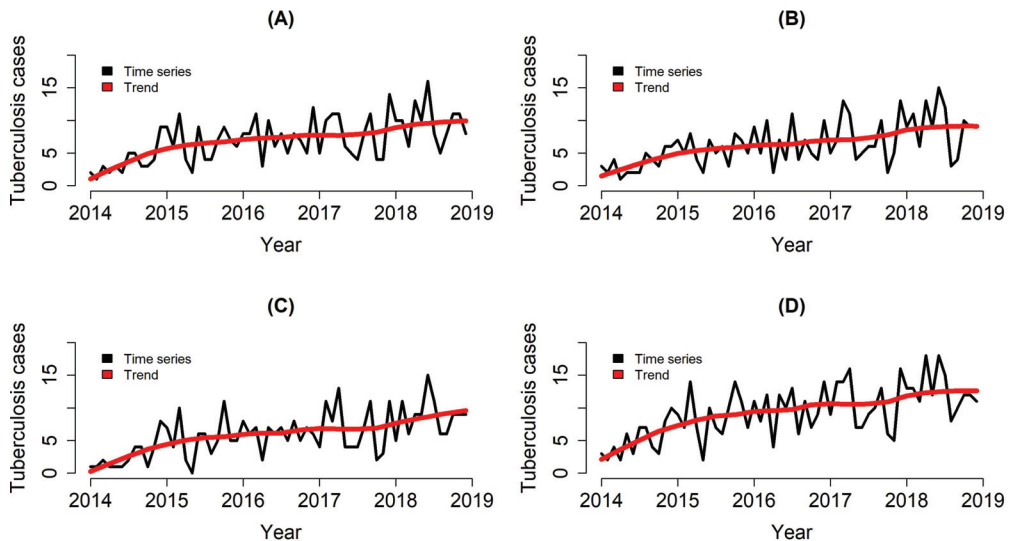 (A)
Tuberculosis cases
15
5
0
Time series
Trend
2014 2015 2016 2017 2018 2019
Year
(B)
Tuberculosis cases
15
5
0
Time series
Trend
2014 2015 2016 2017 2018 2019
Year
(C)
Tuberculosis cases
15
5
0
Time series
Trend
2014 2015 2016 2017 2018 2019
Year
(D)
Tuberculosis cases
15
5
0
Time series
Trend
2014 2015 2016 2017 2018 2019
Year